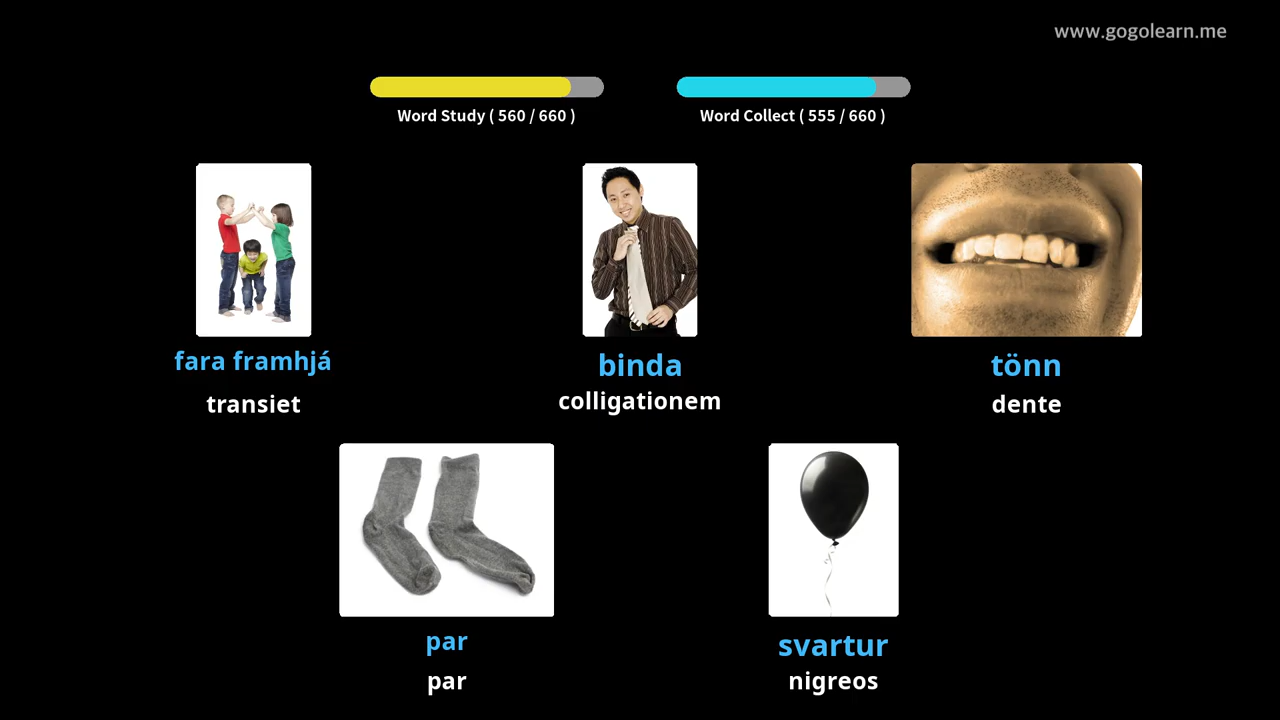 www.gogolearn.me
Word Study ( 560 / 660 )
Word Collect ( 555 / 660 )
fara framhjá
transiet
binda
colligationem
tönn
dente
par
par
svartur
nigreos